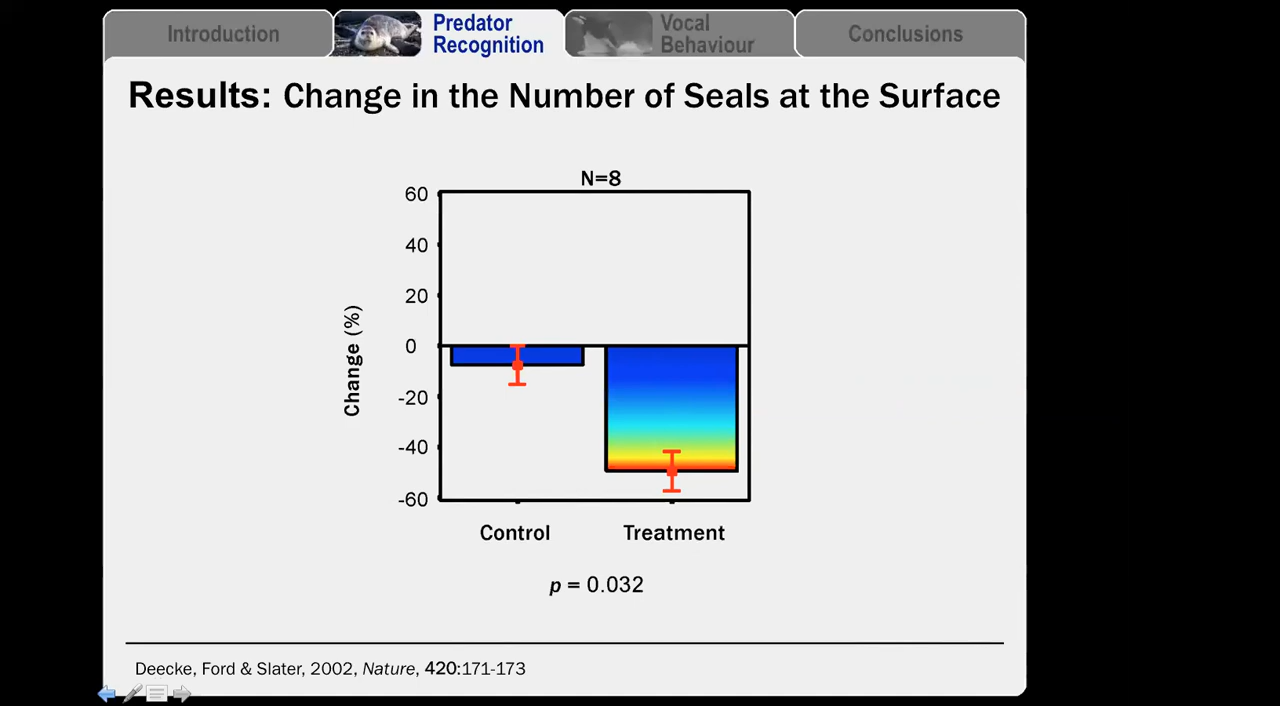 Introduction
Predator
Recognition
Vocal
Behaviour
Conclusions
Results: Change in the Number of Seals at the Surface
N=8
60
40
20
0
-20
-40
-60
Change (%)
Control
Treatment
p = 0.032
Deecke, Ford & Slater, 2002, Nature, 420:171-173